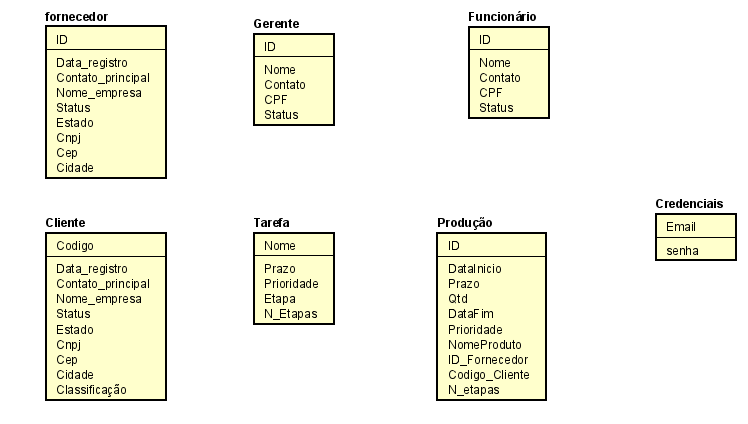 fornecedor
ID
Data_registro
Contato_principal
Nome_empresa
Status
Estado
Cnpj
Cep
Cidade
Gerente
ID
Nome
Contato
CPF
Status
Funcionário
ID
Nome
Contato
CPF
Status
Cliente
Codigo
Data_registro
Contato_principal
Nome_empresa
Status
Estado
Cnpj
Cep
Cidade
Classificação
Tarefa
Nome
Prazo
Prioridade
Etapa
N_Etapas
Produção
ID
DataInicio
Prazo
Qtd
DataFim
Prioridade
NomeProduto
ID_Fornecedor
Codigo_Cliente
N_etapas
Credenciais
Email
senha